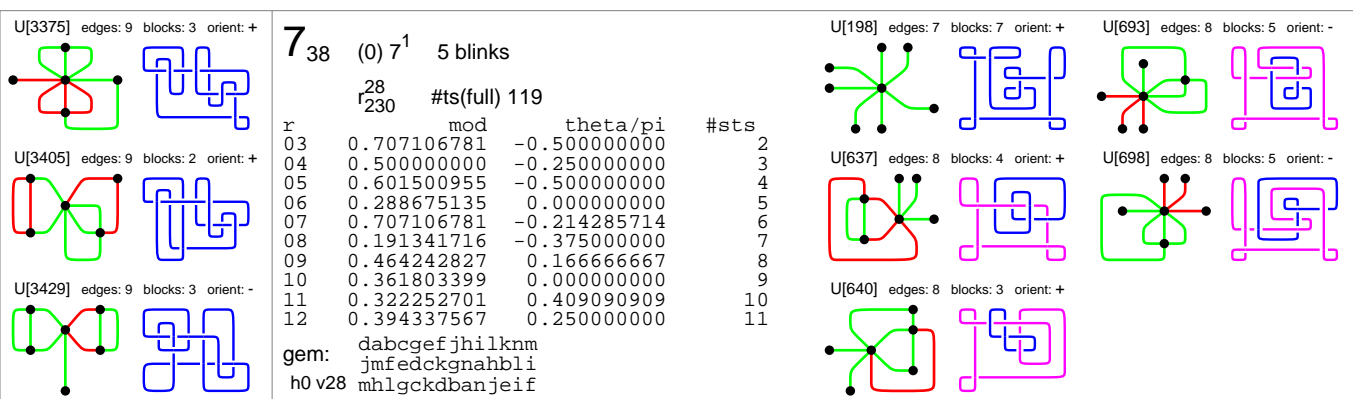 U[3375] edges: 9 blocks: 3 orient: +
U[3405] edges: 9 blocks: 2 orient: +
U[3429] edges: 9 blocks: 3 orient: -
7₃₈ (0) 7¹ 5 blinks
r²⁸₂₃₀ #ts(full) 119
r mod theta/pi #sts
03 0.707106781 -0.500000000 2
04 0.500000000 -0.250000000 3
05 0.601500955 -0.500000000 4
06 0.288675135 0.000000000 5
07 0.707106781 -0.214285714 6
08 0.191341716 -0.375000000 7
09 0.464242827 0.166666667 8
10 0.361803399 0.000000000 9
11 0.322252701 0.409090909 10
12 0.394337567 0.250000000 11
gem: dabcgefjhilknm
jmfedckgnahbli
h0 v28 mhlgckdbanjeif
U[198] edges: 7 blocks: 7 orient: +
U[693] edges: 8 blocks: 5 orient: -
U[637] edges: 8 blocks: 4 orient: +
U[698] edges: 8 blocks: 5 orient: -
U[640] edges: 8 blocks: 3 orient: +